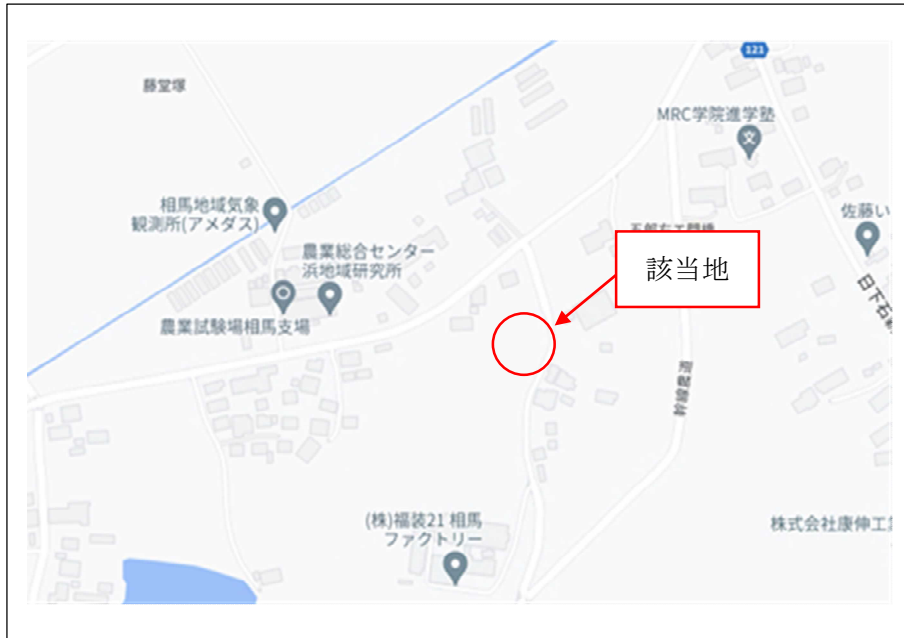 121
藤堂塚
MRC学院進学塾
相馬地域気象
観測所(アメダス)
佐藤い
農業総合センター
浜地域研究所
該当地
農業試験場相馬支場
日下石
(株)福装21 相馬
ファクトリー
株式会社康伸工